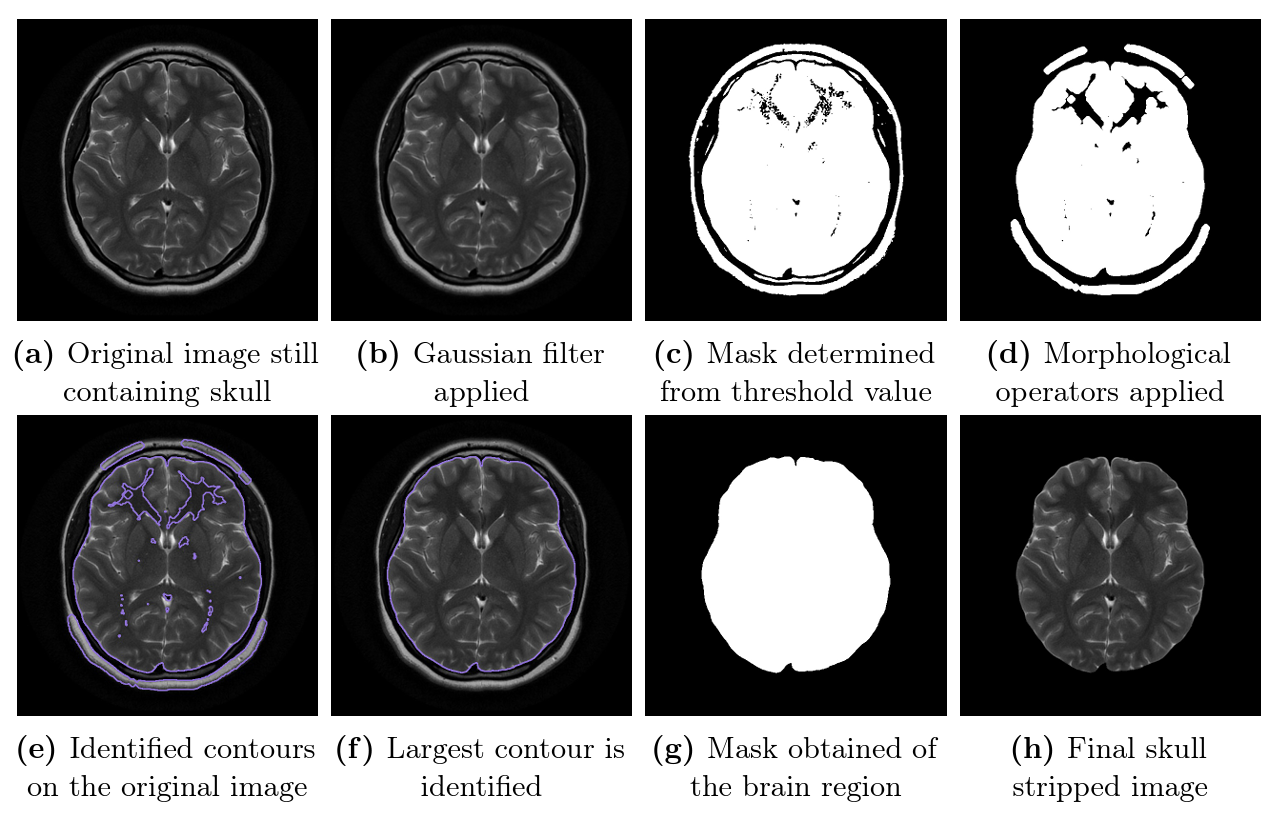 (a) Original image still
containing skull
(b) Gaussian filter
applied
(c) Mask determined
from threshold value
(d) Morphological
operators applied
(e) Identified contours
on the original image
(f) Largest contour is
identified
(g) Mask obtained of
the brain region
(h) Final skull
stripped image